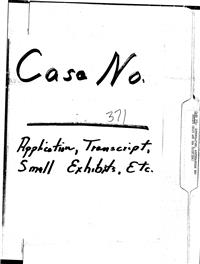 Case No.
371
Application, Transcript,
Small Exhibits, Etc.